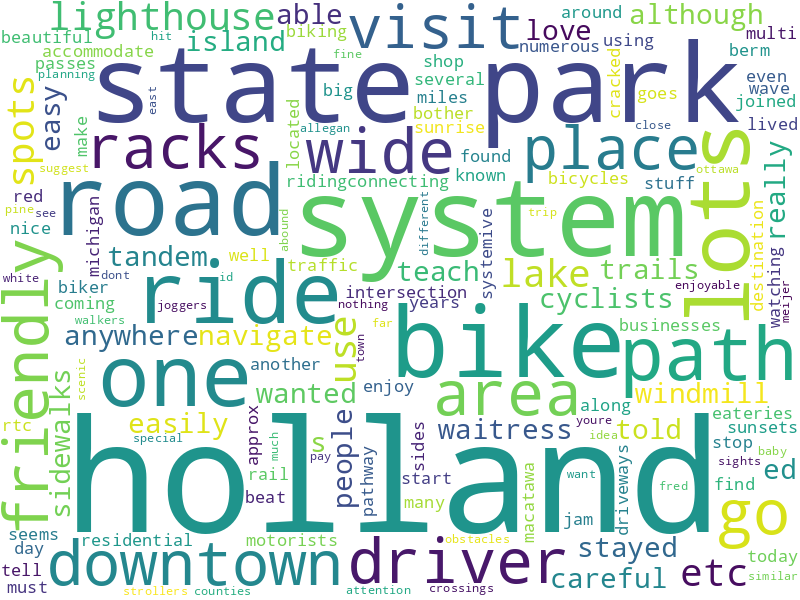 lighthouse
able
visit
love
around
although
beautiful
hit
island
biking
numerous
using
multi
accommodate
planning
fine
shop
berm
passes
state park
several
cracked
goes
even
wave
spots
easy
make
east
big
miles
joined
located
allegan
bother
sunrise
close
lived
racks
wide
place
lots
suggest
found
ottawa
road
system
ridingconnecting
known
bicycles
stuff
really
red
pine
see
nice
michigan
abound
different
systemive
trip
destination
watching
friendly
tandem
well
teach
lake
trails
white
dont
id
traffic
biker
ride
intersection
cyclists
enjoyable
meijer
coming
joggers
nothing
years
walkers
anywhere
navigate
use
far
town
bike
path
businesses
one
another
scenic
sidewalks
wanted
enjoy
area
along
windmill
eateries
rtc
easily
approx
s
people
sides
waitress
youre
told
sunsets
special
much
pay
idea
stop
baby
holland
rail
pathway
start
macatawa
want
driveways
find
sights
ed
beat
many
fred
go
seems
residential
motorists
jam
obstacles
day
downtown
driver
stayed
today
tell
must
etc
careful
similar
strollers
counties
attention
crossings